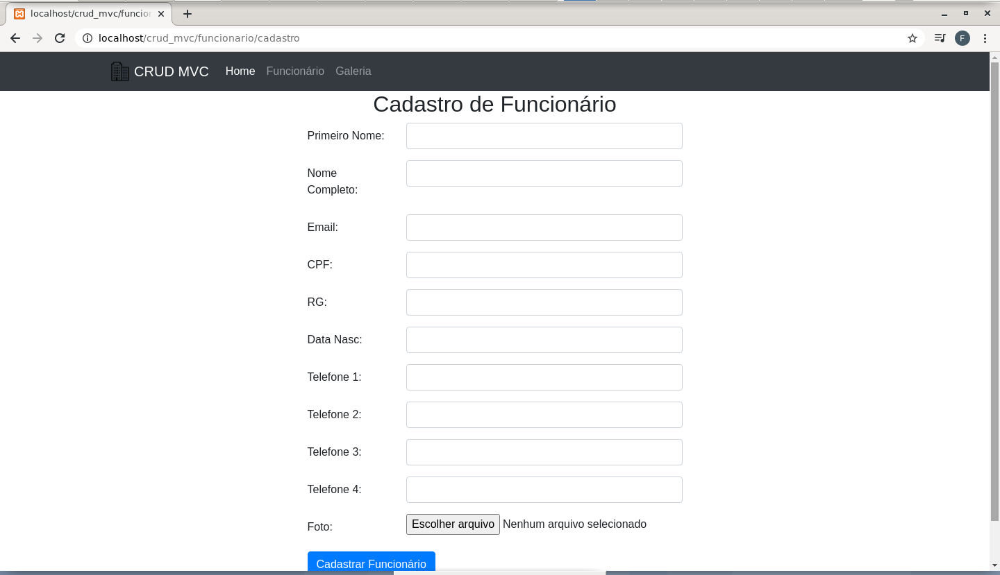 localhost/crud_mvc/funcior
localhost/crud_mvc/funcionario/cadastro
F
CRUD MVC Home Funcionário Galeria
Cadastro de Funcionário
Primeiro Nome:
Nome
Completo:
Email:
CPF:
RG:
Data Nasc:
Telefone 1:
Telefone 2:
Telefone 3:
Telefone 4:
Foto: Escolher arquivo Nenhum arquivo selecionado
Cadastrar Funcionário